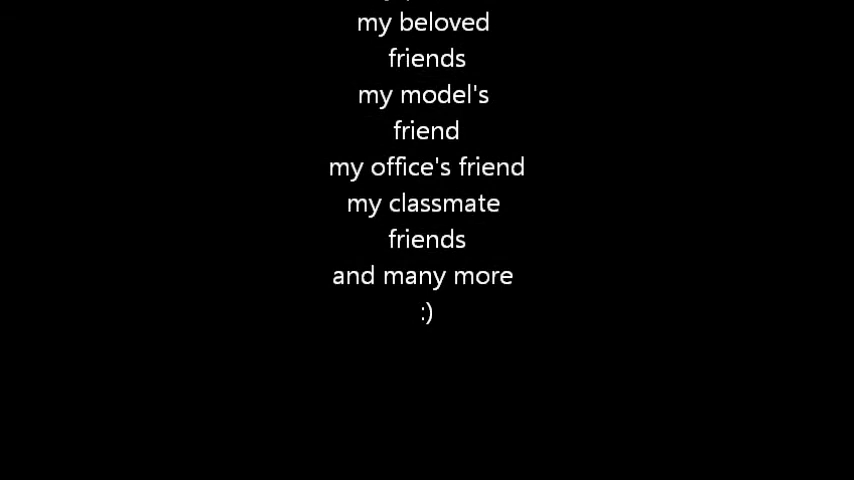 my beloved
friends
my model's
friend
my office's friend
my classmate
friends
and many more
:)